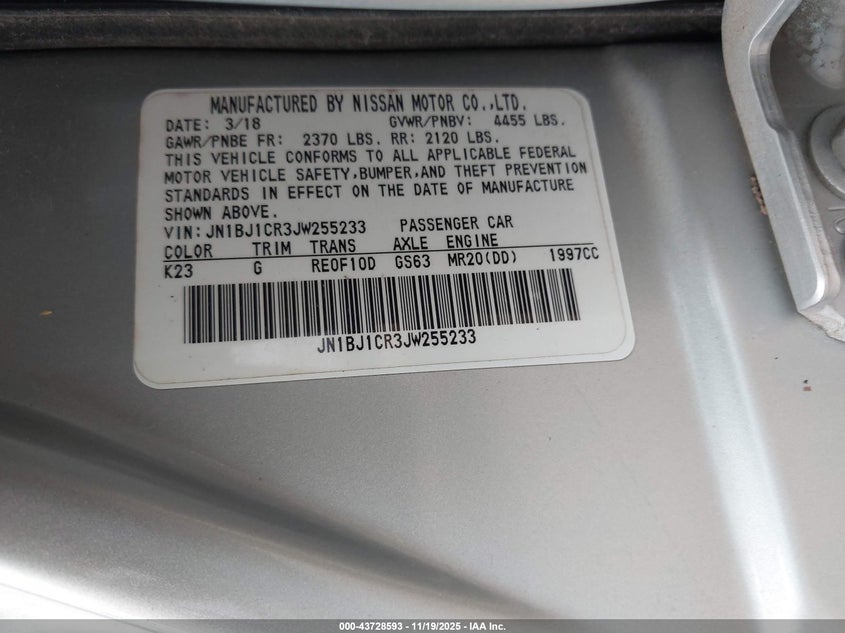 MANUFACTURED BY NISSAN MOTOR CO.,LTD.
DATE: 3/18 GVWR/PNBV: 4455 LBS.
GAWR/PNBE FR: 2370 LBS. RR: 2120 LBS.
THIS VEHICLE CONFORMS TO ALL APPLICABLE FEDERAL
MOTOR VEHICLE SAFETY,BUMPER,AND THEFT PREVENTION
STANDARDS IN EFFECT ON THE DATE OF MANUFACTURE
SHOWN ABOVE.
VIN:JN1BJ1CR3JW255233 PASSENGER CAR
COLOR TRIM TRANS AXLE ENGINE
K23 G RE0F10D GS63 MR20(DD) 1997CC
JN1BJ1CR3JW255233
000-43728593 - 11/19/2025 - IAA Inc.